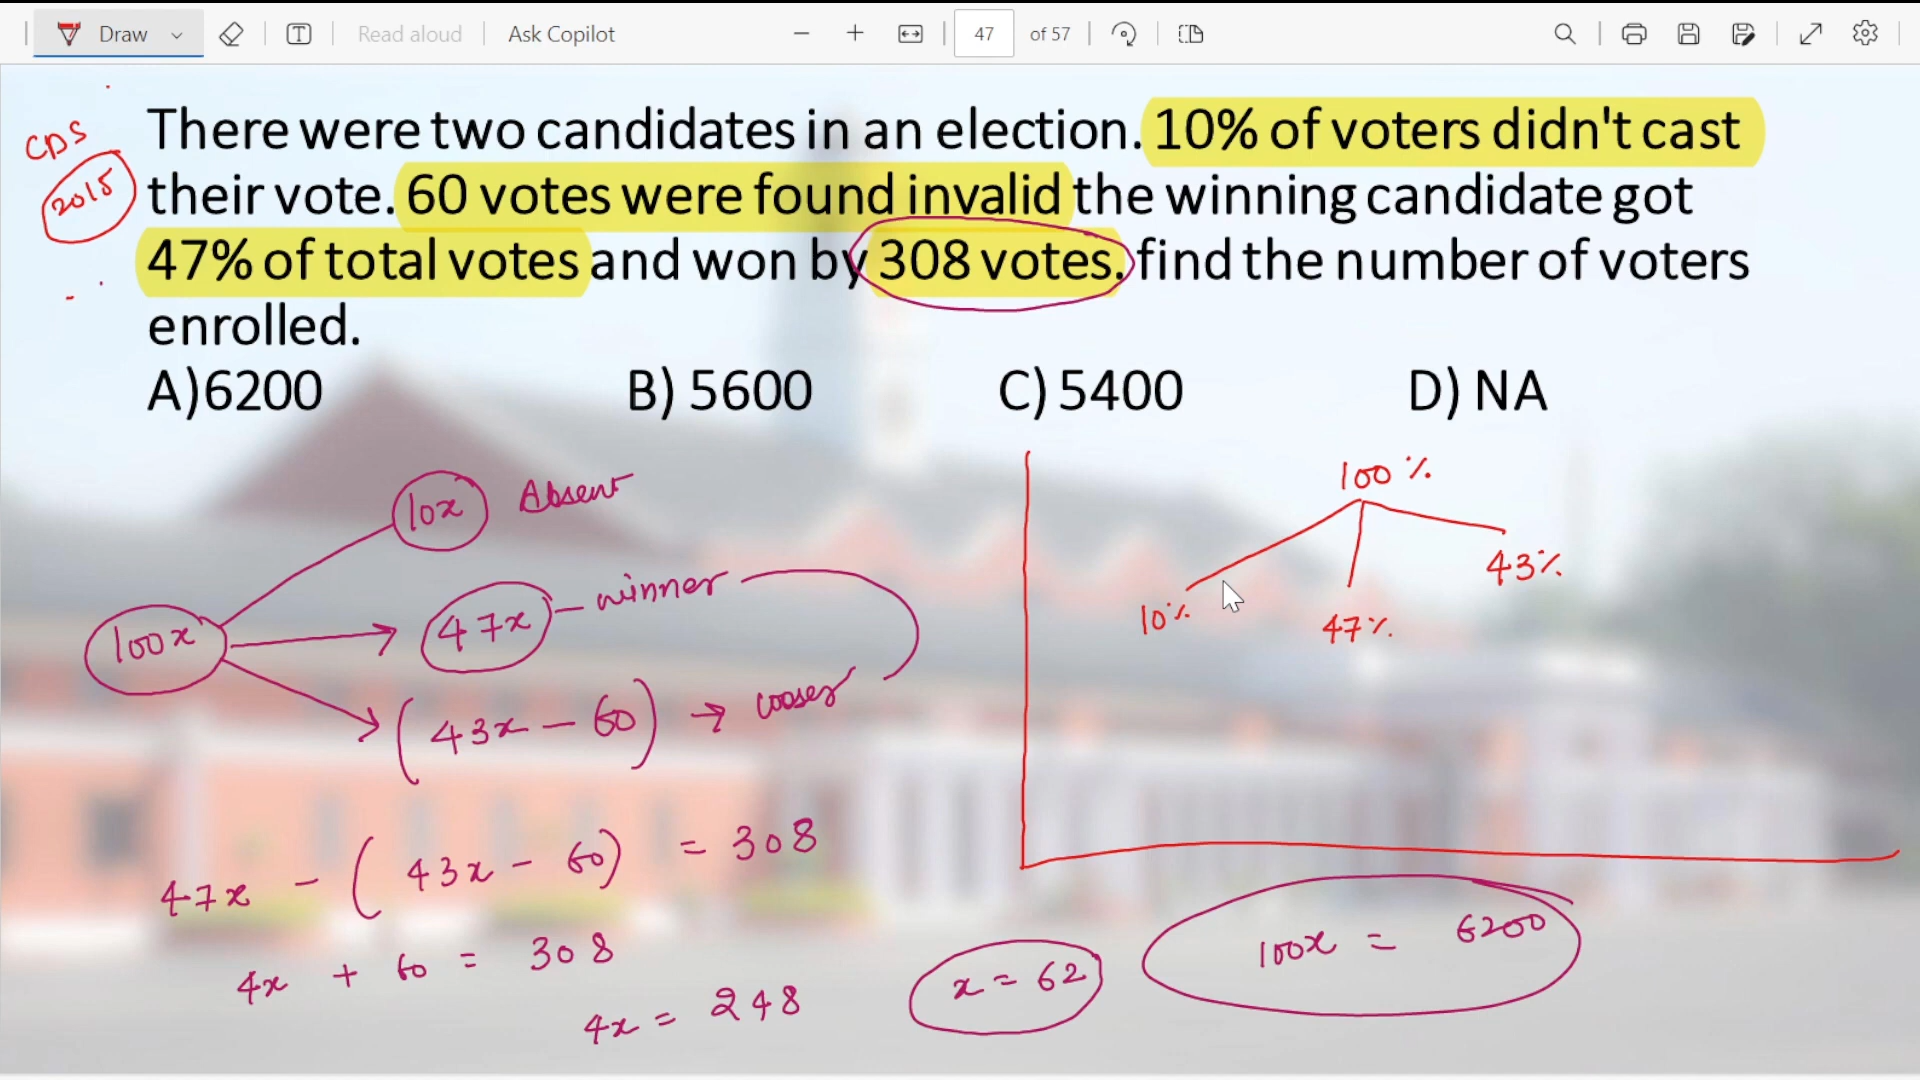 Draw
Read aloud
Ask Copilot
47 of 57
CDS
2015
There were two candidates in an election. 10% of voters didn't cast
their vote. 60 votes were found invalid the winning candidate got
47% of total votes and won by 308 votes. find the number of voters
enrolled.
A)6200 B) 5600 C) 5400 D) NA
100x
10x Absent
47x - winner
(43x - 60) → looser
47x - (43x - 60) = 308
4x + 60 = 308
4x = 248
x = 62
100x = 6200
100%
10% 47% 43%